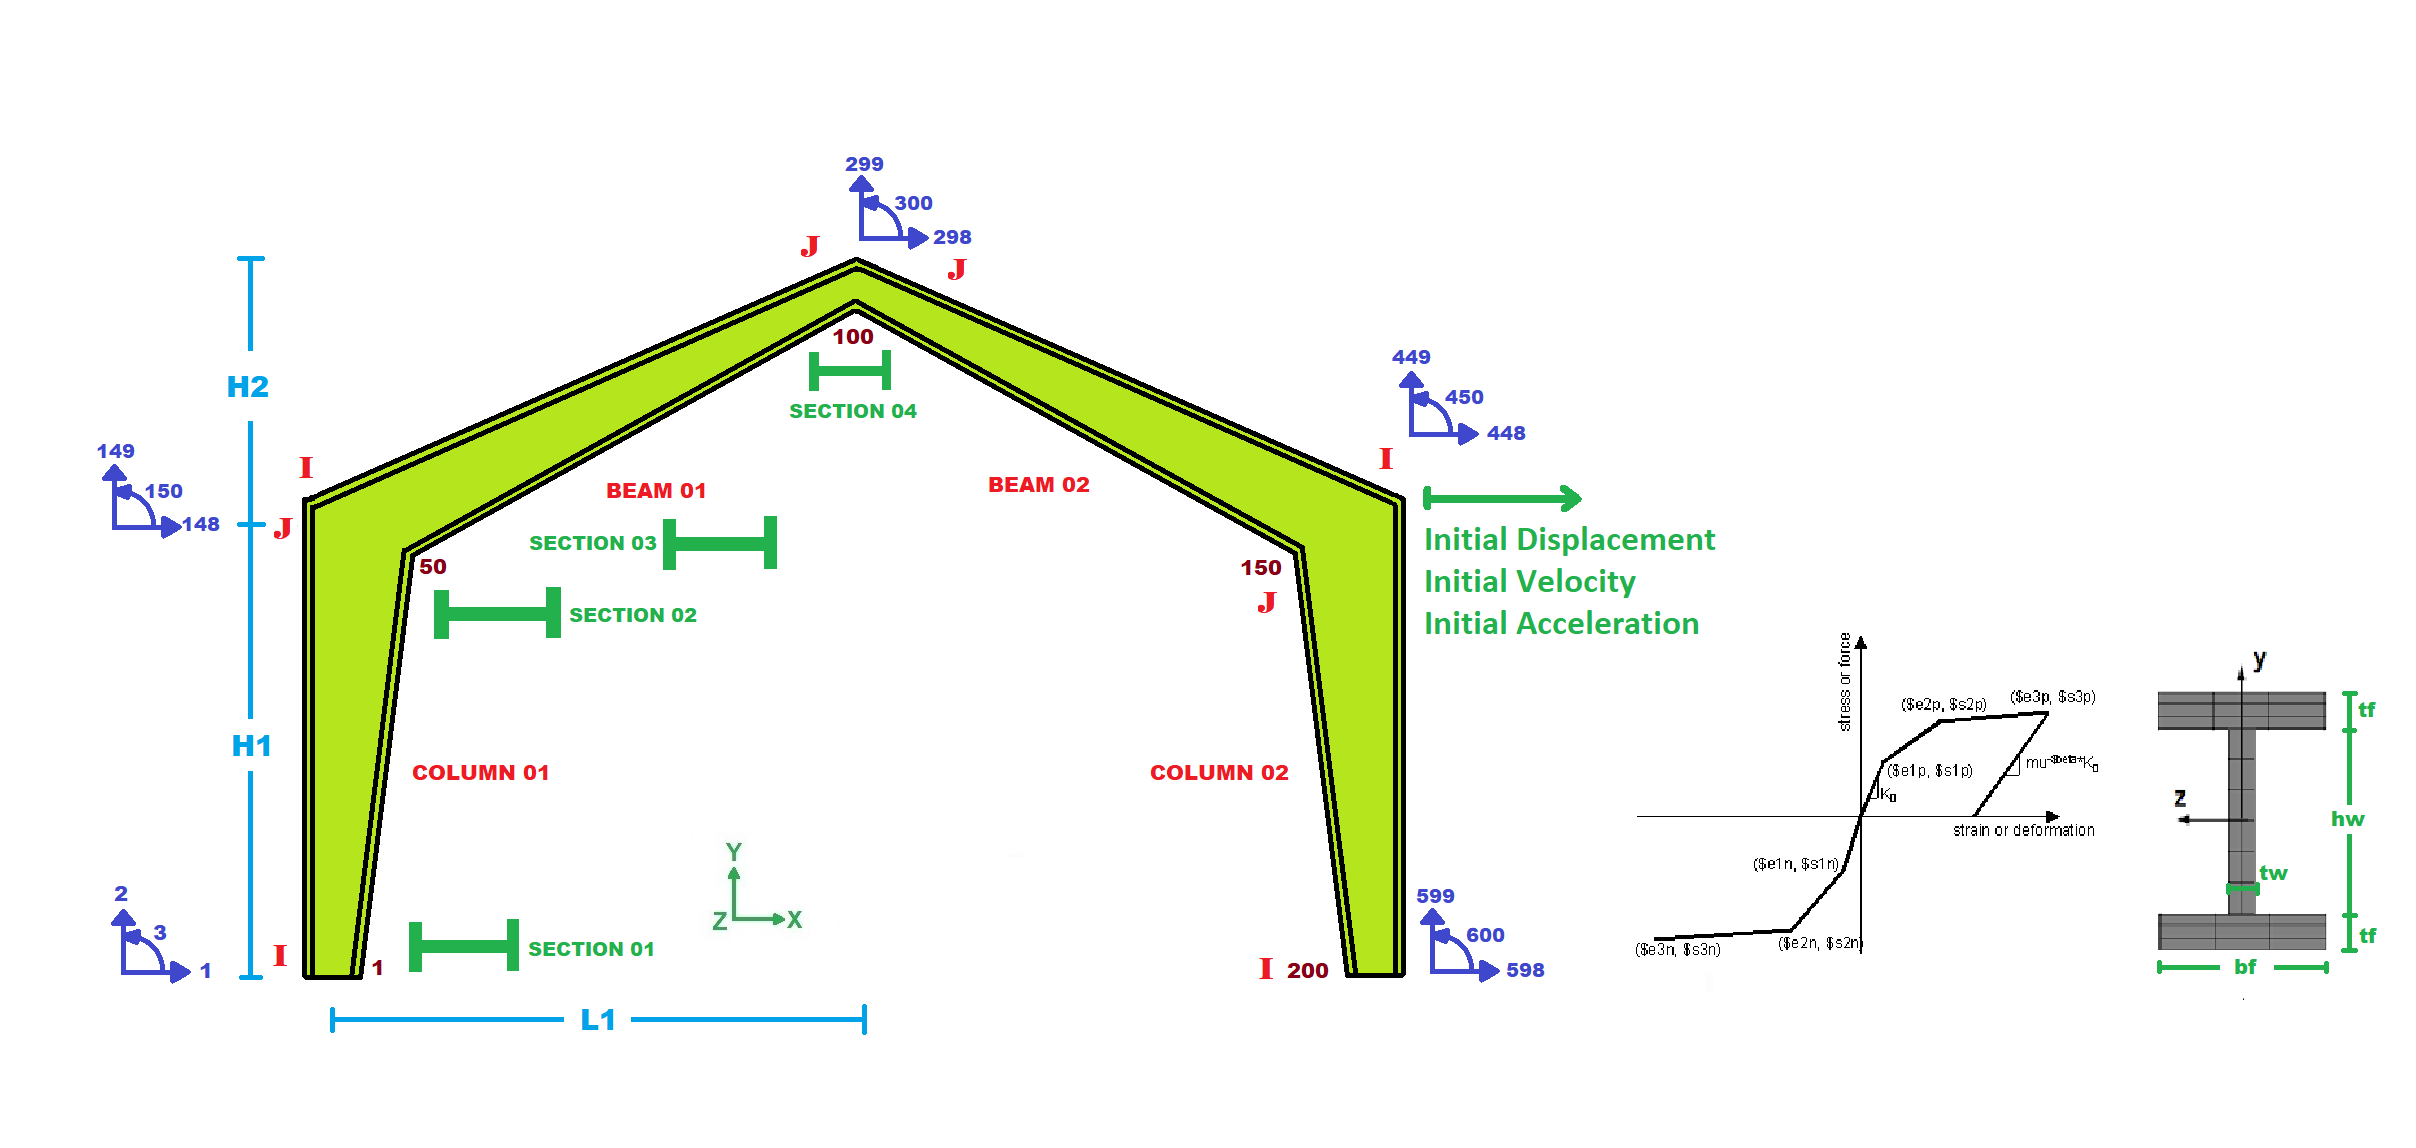 299
300
298
J
J
100
SECTION 04
H2
449
450
448
149
150
148
I
J
I
BEAM 01
BEAM 02
SECTION 03
50
SECTION 02
150
J
Initial Displacement
Initial Velocity
Initial Acceleration
H1
COLUMN 01
COLUMN 02
Y
Z
X
2
3
1
I
1
SECTION 01
I
200
599
600
598
L1
stress or force
($e2p, $s2p)
($e3p, $s3p)
($e1p, $s1p)
mu^-$beta*K0
K0
strain or deformation
($e1n, $s1n)
($e2n, $s2n)
($e3n, $s3n)
y
z
tf
hw
tw
tf
bf